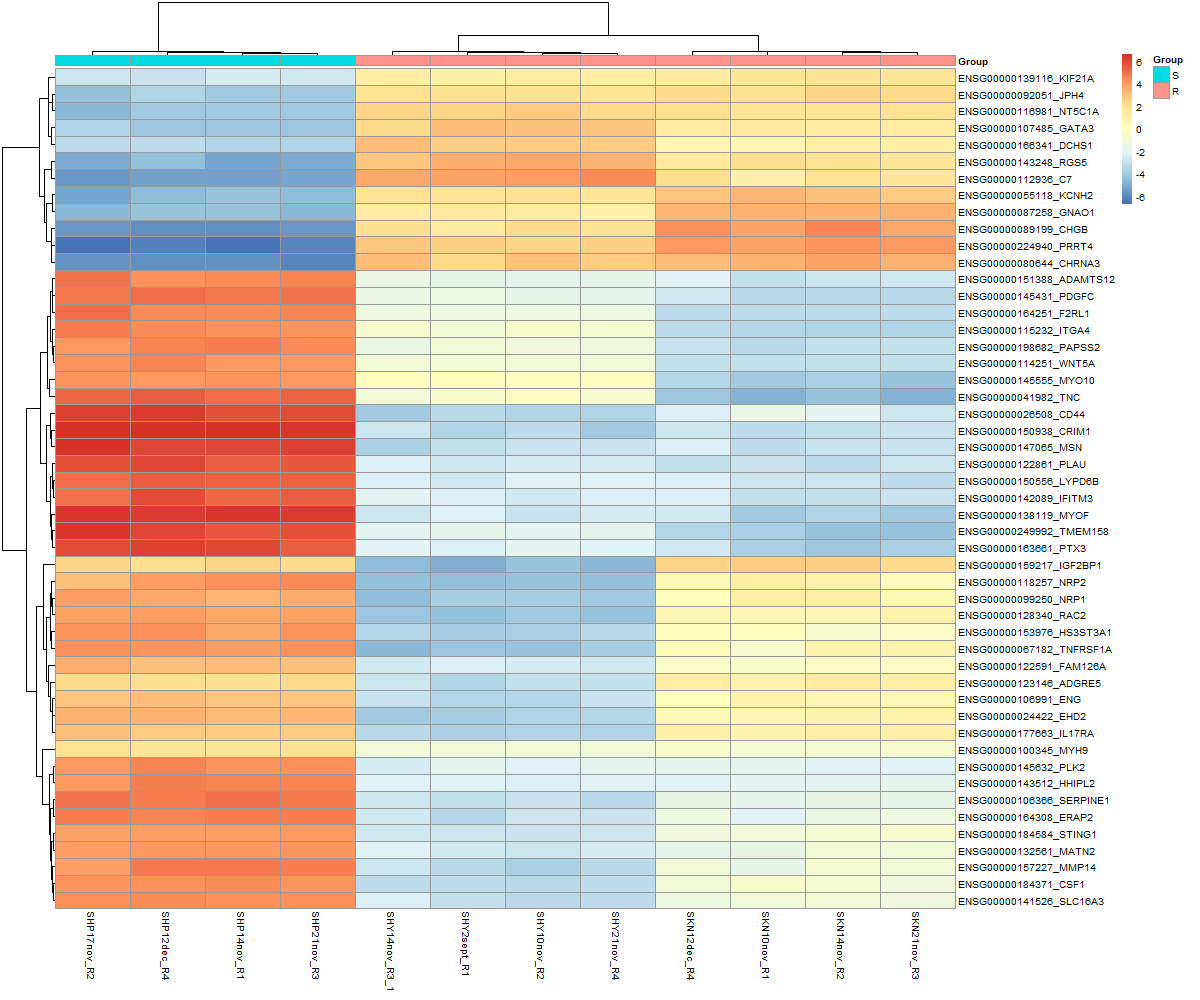 Group
ENSG00000139116_KIF21A
ENSG00000092051_JPH4
ENSG00000116981_NT5C1A
ENSG00000107485_GATA3
ENSG00000166341_DCHS1
ENSG00000143248_RGS5
ENSG00000112936_C7
ENSG00000055118_KCNH2
ENSG00000087258_GNAO1
ENSG00000089199_CHGB
ENSG00000224940_PRRT4
ENSG00000080644_CHRNA3
ENSG00000151388_ADAMTS12
ENSG00000145431_PDGFC
ENSG00000164251_F2RL1
ENSG00000115232_ITGA4
ENSG00000198682_PAPSS2
ENSG00000114251_WNT5A
ENSG00000145555_MYO10
ENSG00000041982_TNC
ENSG00000026508_CD44
ENSG00000150938_CRIM1
ENSG00000147065_MSN
ENSG00000122861_PLAU
ENSG00000150556_LYPD6B
ENSG00000142089_IFITM3
ENSG00000138119_MYOF
ENSG00000249992_TMEM158
ENSG00000163661_PTX3
ENSG00000159217_IGF2BP1
ENSG00000118257_NRP2
ENSG00000099250_NRP1
ENSG00000128340_RAC2
ENSG00000153976_HS3ST3A1
ENSG00000067182_TNFRSF1A
ENSG00000122591_FAM126A
ENSG00000123146_ADGRE5
ENSG00000106991_ENG
ENSG00000024422_EHD2
ENSG00000177663_IL17RA
ENSG00000100345_MYH9
ENSG00000145632_PLK2
ENSG00000143512_HHIPL2
ENSG00000106366_SERPINE1
ENSG00000164308_ERAP2
ENSG00000184584_STING1
ENSG00000132561_MATN2
ENSG00000157227_MMP14
ENSG00000184371_CSF1
ENSG00000141526_SLC16A3
SHP17nov_R2
SHP12dec_R4
SHP14nov_R1
SHP21nov_R3
SHY14nov_R3_1
SHY2sept_R1
SHY10nov_R2
SHY21nov_R4
SKN12dec_R4
SKN10nov_R1
SKN14nov_R2
SKN21nov_R3
6
4
2
0
-2
-4
-6
Group
S
R